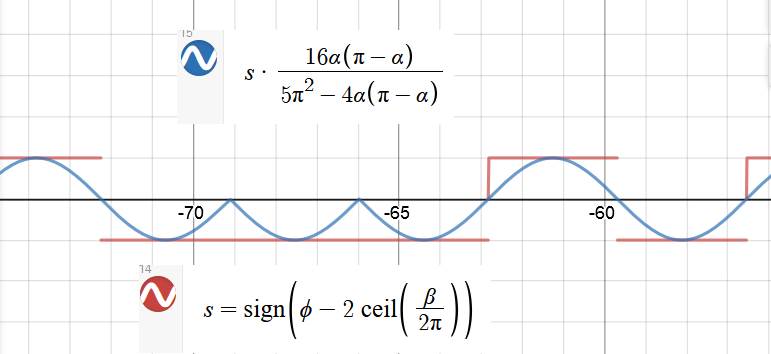 15
s · 16α(π − α) / 5π² − 4α(π − α)
-70 -65 -60
14
s = sign(ϕ − 2 ceil(β / 2π))